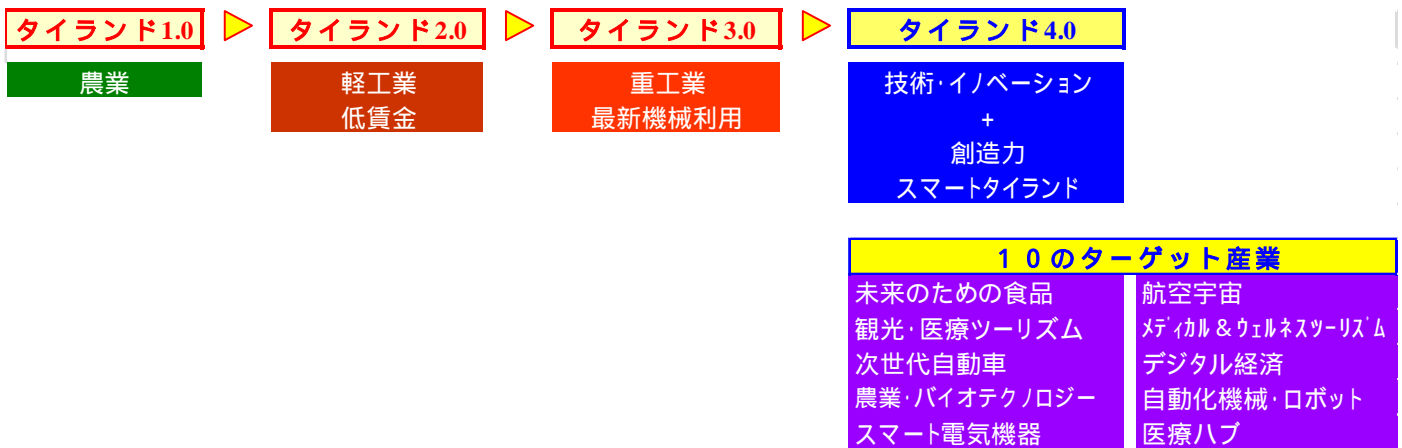 タイランド1.0
タイランド2.0
タイランド3.0
タイランド4.0
農業
軽工業
低賃金
重工業
最新機械利用
技術･イノベーション
+
創造力
スマートタイランド
１０のターゲット産業
未来のための食品
航空宇宙
観光･医療ツーリズム
ﾒﾃﾞｨｶﾙ＆ｳｪﾙﾈｽﾂｰﾘｽﾞﾑ
次世代自動車
デジタル経済
農業･バイオテクノロジー
自動化機械･ロボット
スマート電気機器
医療ハブ